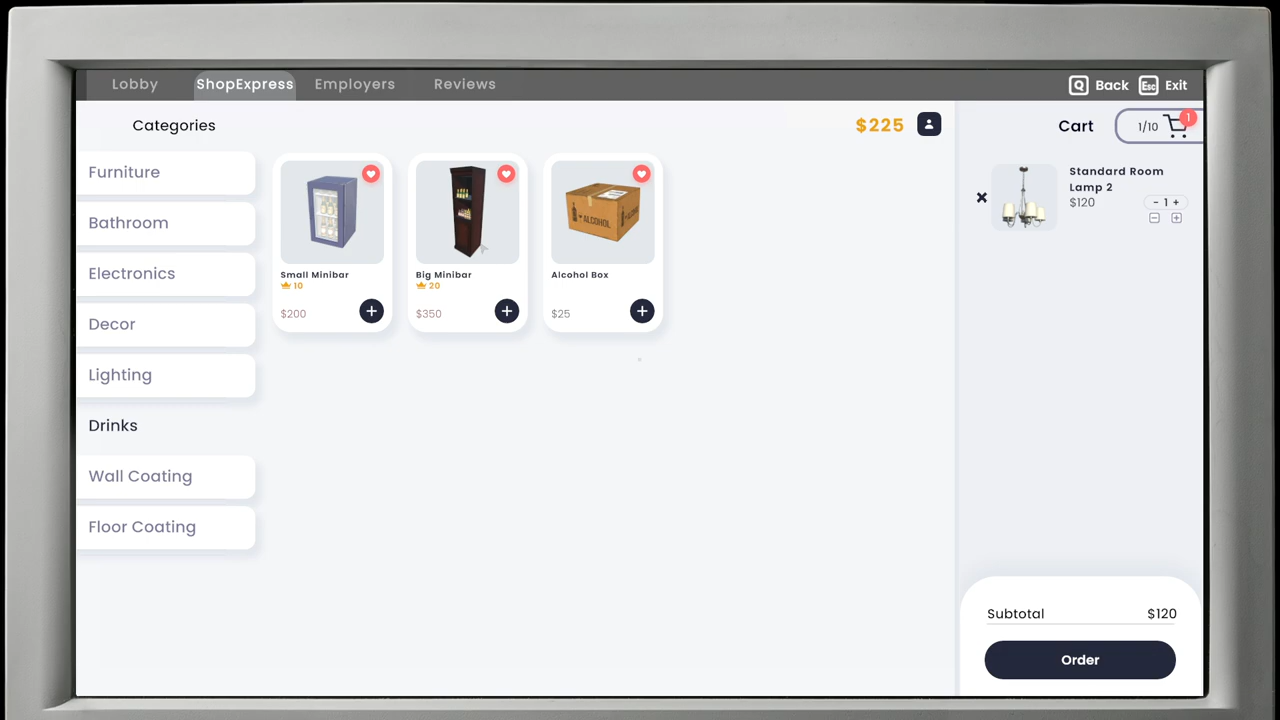 Lobby
ShopExpress
Employers
Reviews
Q Back Esc Exit
Categories
$225
Cart
1/10
1
Furniture
Bathroom
Electronics
Decor
Lighting
Drinks
Wall Coating
Floor Coating
Small Minibar
10
$200
Big Minibar
20
$350
ALCOHOL
ALCOHOL
Alcohol Box
$25
Standard Room
Lamp 2
$120
- 1 +
Subtotal
$120
Order